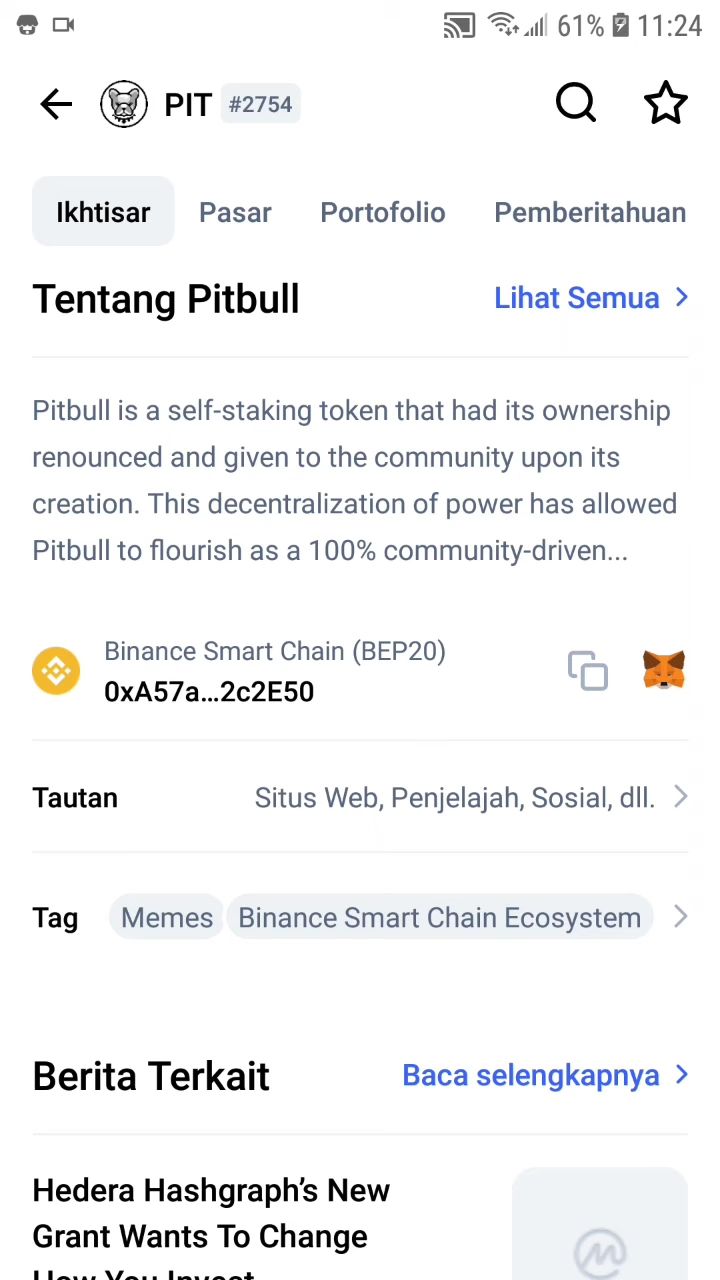 61% 11:24
PIT #2754
Ikhtisar Pasar Portofolio Pemberitahuan
Tentang Pitbull Lihat Semua
Pitbull is a self-staking token that had its ownership
renounced and given to the community upon its
creation. This decentralization of power has allowed
Pitbull to flourish as a 100% community-driven...
Binance Smart Chain (BEP20)
0xA57a...2c2E50
Tautan Situs Web, Penjelajah, Sosial, dll.
Tag Memes Binance Smart Chain Ecosystem
Berita Terkait Baca selengkapnya
Hedera Hashgraph’s New
Grant Wants To Change
How You Invest